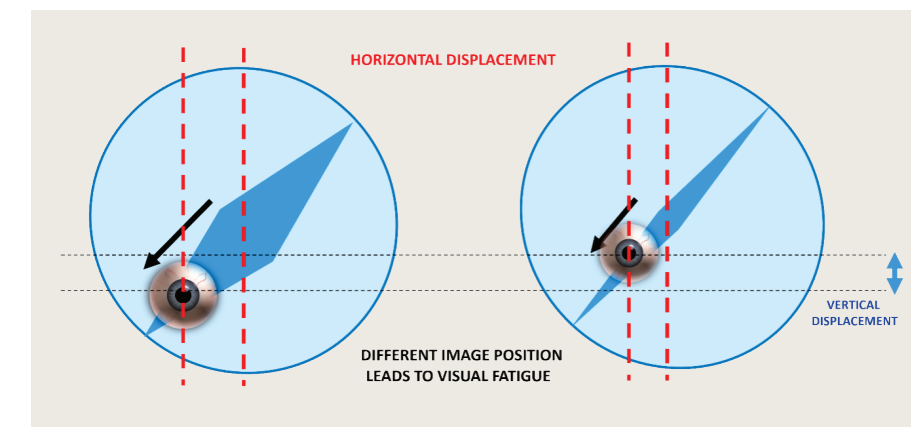 HORIZONTAL DISPLACEMENT
VERTICAL
DISPLACEMENT
DIFFERENT IMAGE POSITION
LEADS TO VISUAL FATIGUE